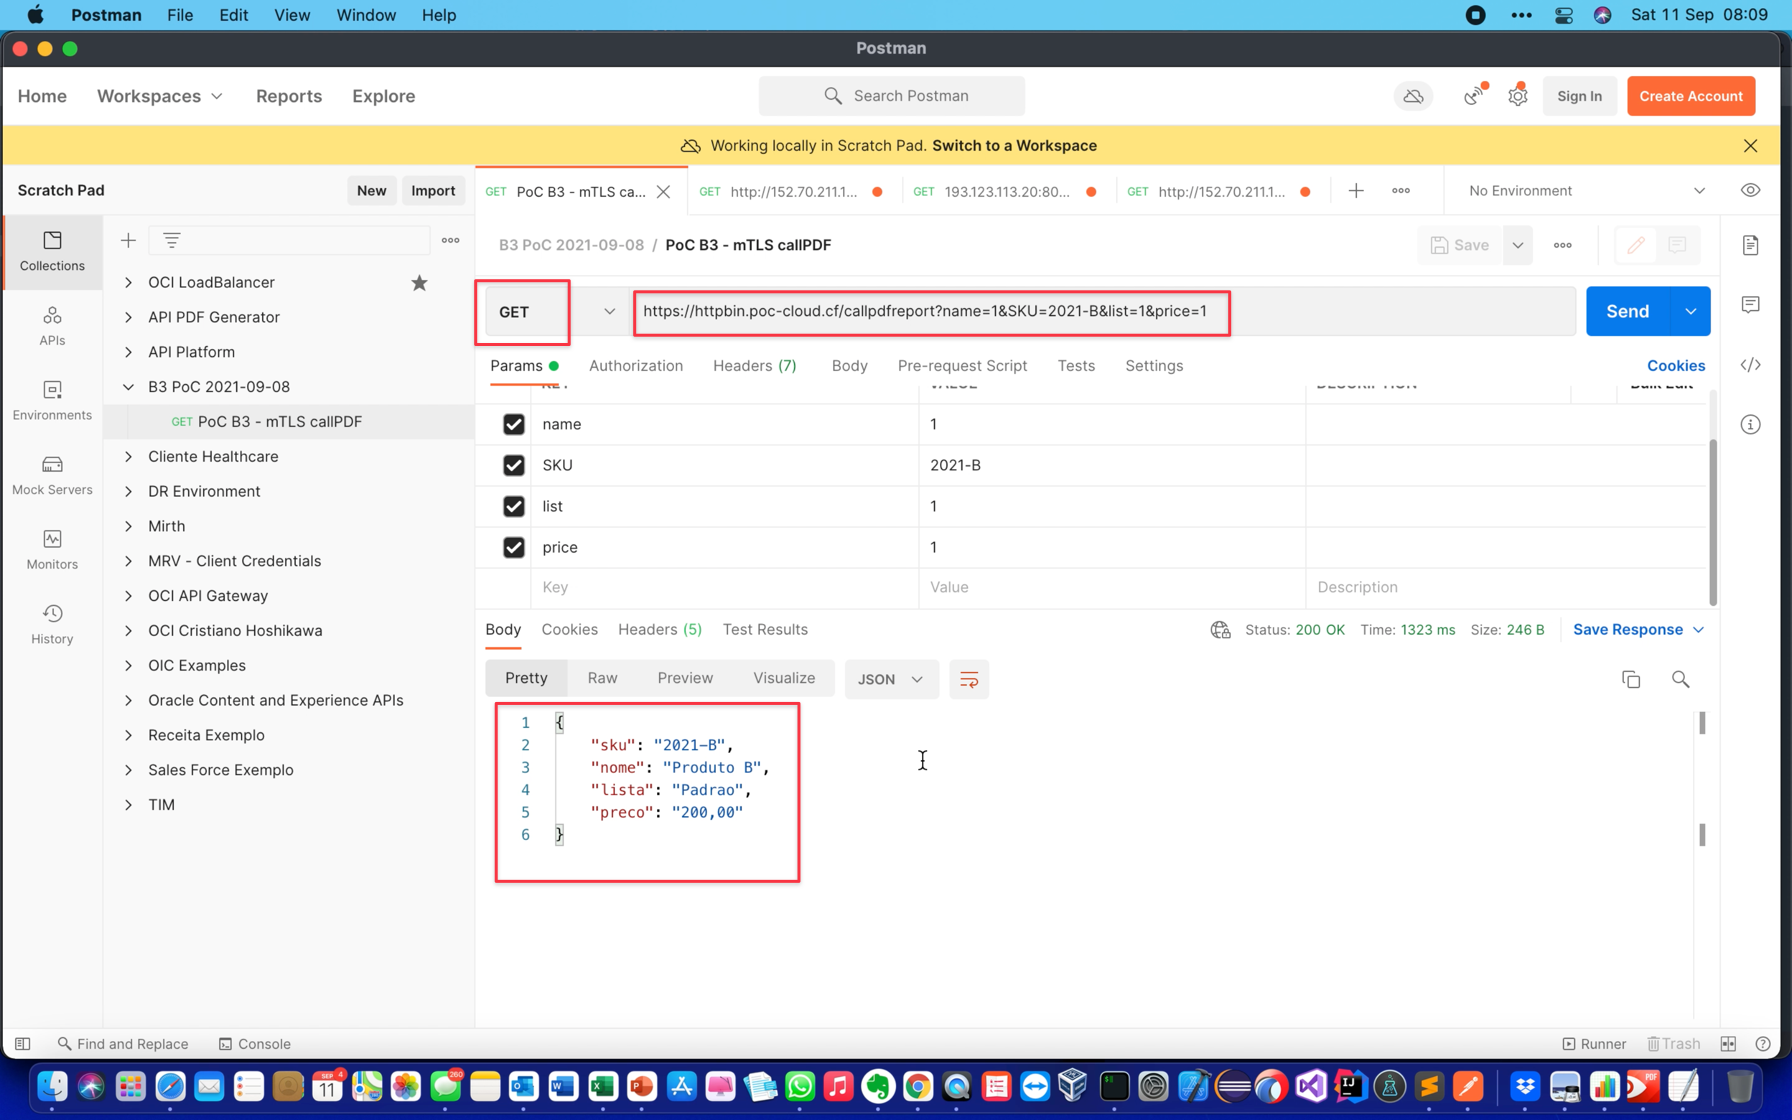 Postman File Edit View Window Help Sat 11 Sep 08:09
Postman
Home Workspaces Reports Explore Search Postman Sign In Create Account
Working locally in Scratch Pad. Switch to a Workspace
Scratch Pad New Import GET PoC B3 - mTLS ca... GET http://152.70.211.1... GET 193.123.113.20:80... GET http://152.70.211.1... No Environment
B3 PoC 2021-09-08 / PoC B3 - mTLS callPDF Save
Collections
APIs
Environments
Mock Servers
Monitors
History
OCI LoadBalancer
API PDF Generator
API Platform
B3 PoC 2021-09-08
GET PoC B3 - mTLS callPDF
Cliente Healthcare
DR Environment
Mirth
MRV - Client Credentials
OCI API Gateway
OCI Cristiano Hoshikawa
OIC Examples
Oracle Content and Experience APIs
Receita Exemplo
Sales Force Exemplo
TIM
GET https://httpbin.poc-cloud.cf/callpdfreport?name=1&SKU=2021-B&list=1&price=1 Send
Params Authorization Headers (7) Body Pre-request Script Tests Settings Cookies
KEY VALUE DESCRIPTION Bulk Edit
name 1
SKU 2021-B
list 1
price 1
Key Value Description
Body Cookies Headers (5) Test Results Status: 200 OK Time: 1323 ms Size: 246 B Save Response
Pretty Raw Preview Visualize JSON
1 {
2 "sku": "2021-B",
3 "nome": "Produto B",
4 "lista": "Padrao",
5 "preco": "200,00"
6 }
Find and Replace Console Runner Trash
SEP 4
11
260